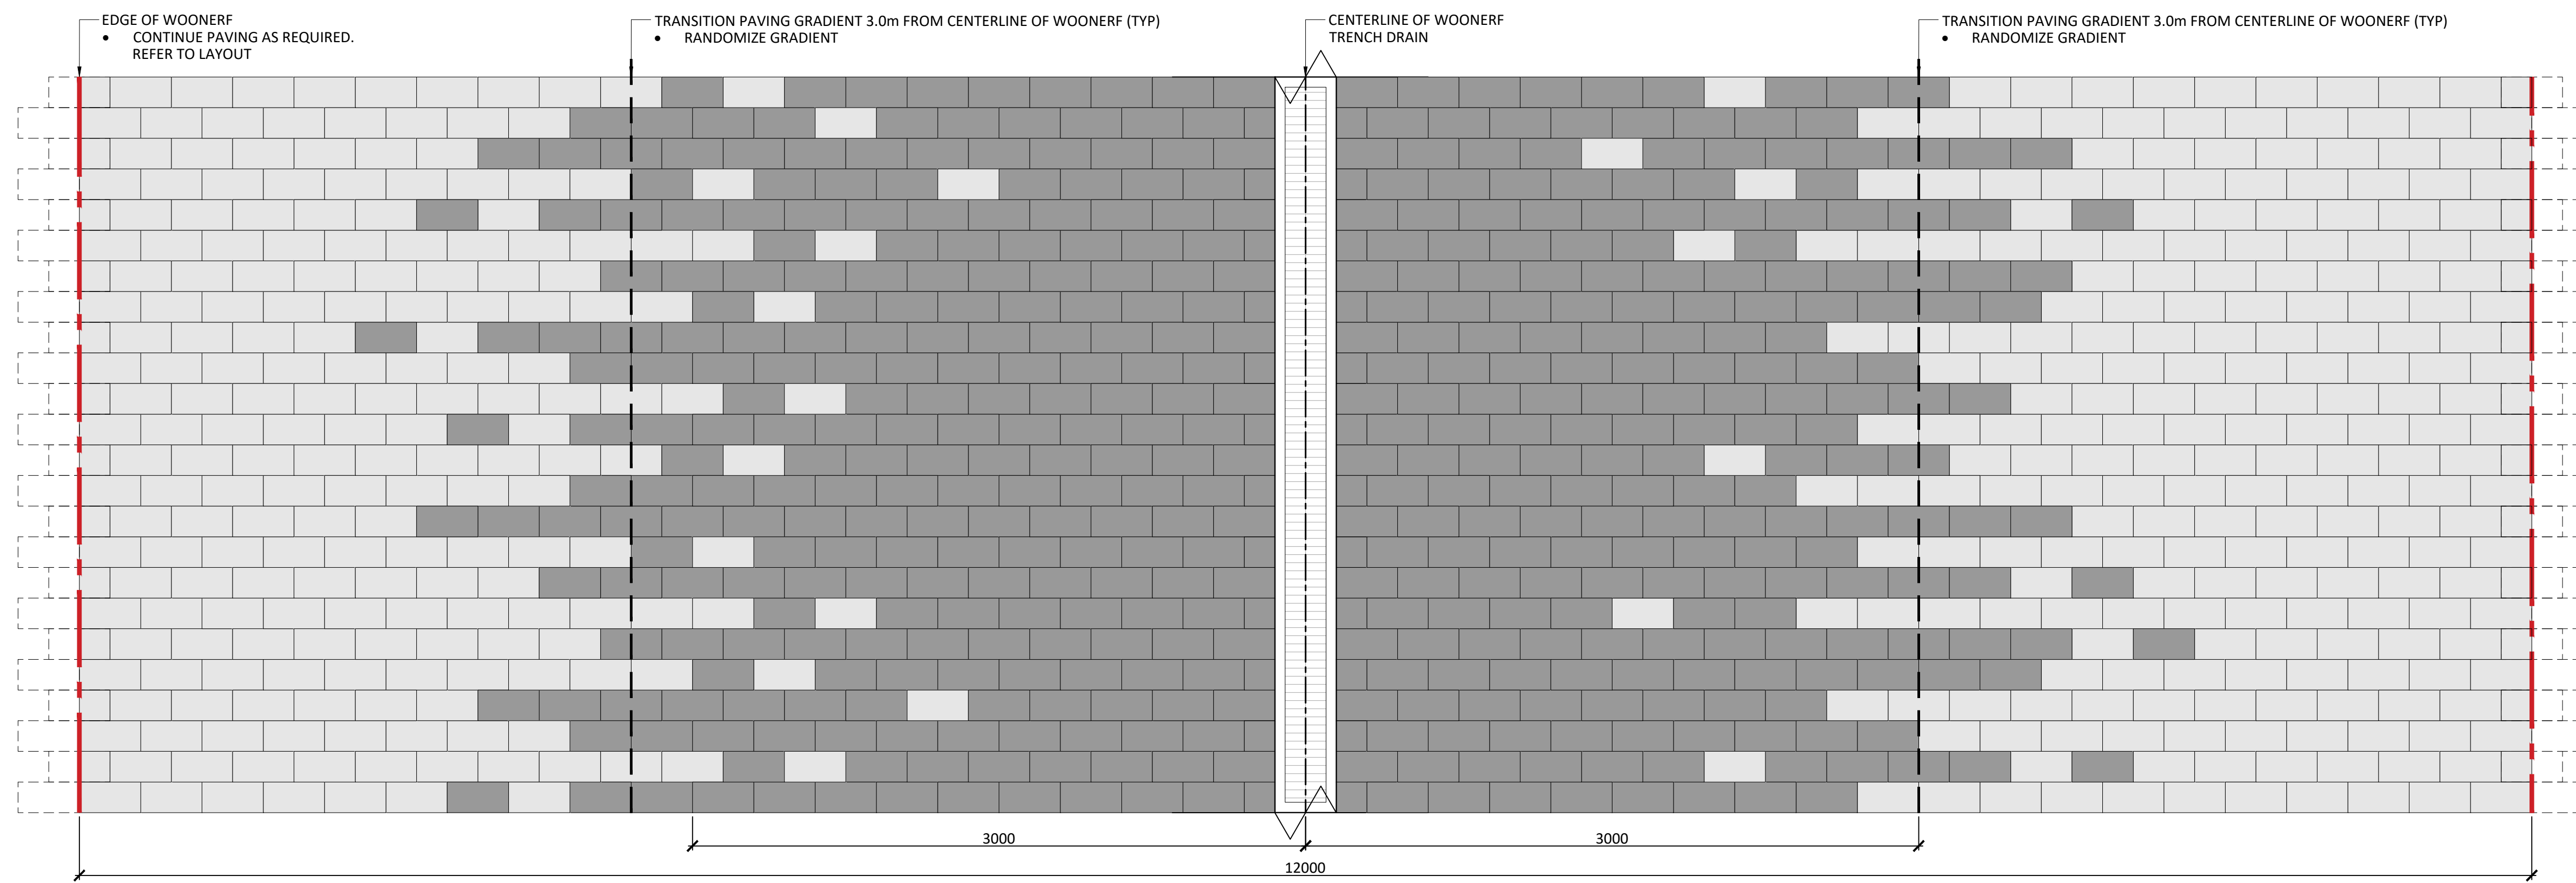 EDGE OF WOONERF
• CONTINUE PAVING AS REQUIRED.
REFER TO LAYOUT
TRANSITION PAVING GRADIENT 3.0m FROM CENTERLINE OF WOONERF (TYP)
• RANDOMIZE GRADIENT
CENTERLINE OF WOONERF
TRENCH DRAIN
TRANSITION PAVING GRADIENT 3.0m FROM CENTERLINE OF WOONERF (TYP)
• RANDOMIZE GRADIENT
3000
3000
12000